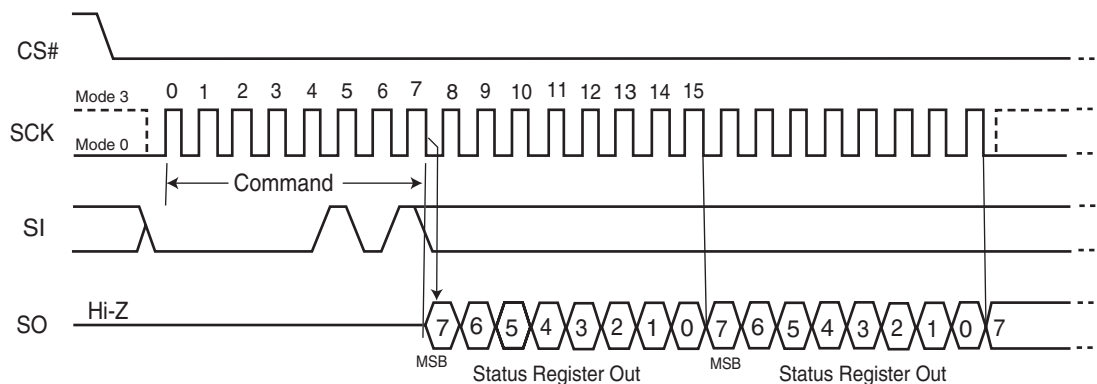 CS#
Mode 3
0 1 2 3 4 5 6 7 8 9 10 11 12 13 14 15
SCK
Mode 0
Command
SI
Hi-Z
SO
7 6 5 4 3 2 1 0 7 6 5 4 3 2 1 0 7
MSB
MSB
Status Register Out
Status Register Out